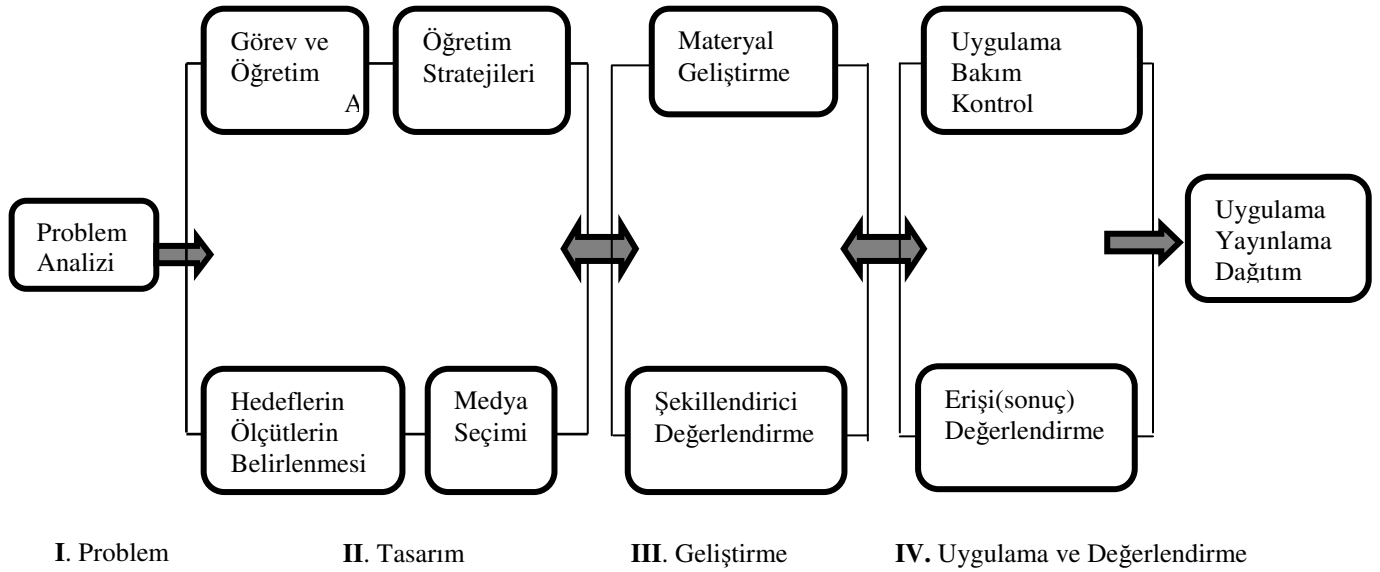 Görev ve
Öğretim
A
Öğretim
Stratejileri
Materyal
Geliştirme
Uygulama
Bakım
Kontrol
Problem
Analizi
Uygulama
Yayınlama
Dağıtım
Hedeflerin
Ölçütlerin
Belirlenmesi
Medya
Seçimi
Şekillendirici
Değerlendirme
Erişi(sonuç)
Değerlendirme
I. Problem
II. Tasarım
III. Geliştirme
IV. Uygulama ve Değerlendirme